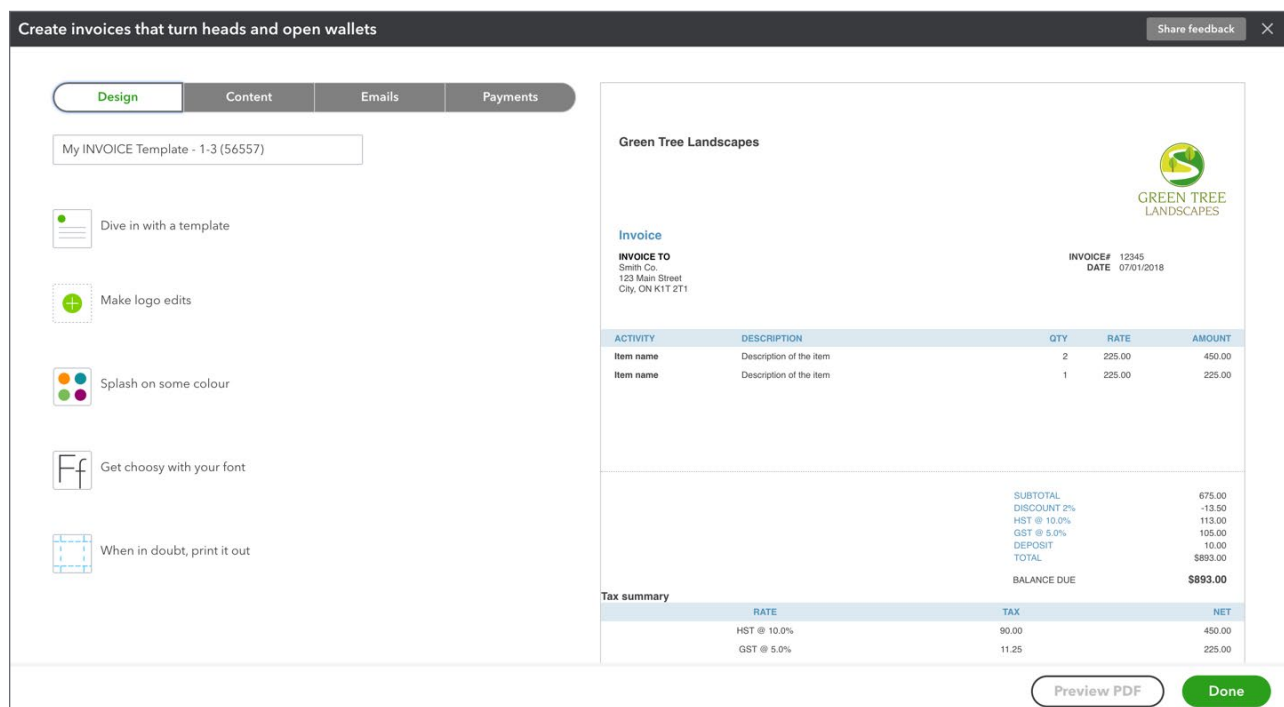 Create invoices that turn heads and open wallets
Share feedback
Design Content Emails Payments
My INVOICE Template - 1-3 (56557)
Dive in with a template
Make logo edits
Splash on some colour
Ff Get choosy with your font
When in doubt, print it out
Green Tree Landscapes
GREEN TREE
LANDSCAPES
Invoice
INVOICE TO
Smith Co.
123 Main Street
City, ON K1T 2T1
INVOICE# 12345
DATE 07/01/2018
ACTIVITY DESCRIPTION QTY RATE AMOUNT
Item name Description of the item 2 225.00 450.00
Item name Description of the item 1 225.00 225.00
SUBTOTAL 675.00
DISCOUNT 2% -13.50
HST @ 10.0% 113.00
GST @ 5.0% 105.00
DEPOSIT 10.00
TOTAL $893.00
BALANCE DUE $893.00
Tax summary
RATE TAX NET
HST @ 10.0% 90.00 450.00
GST @ 5.0% 11.25 225.00
Preview PDF Done